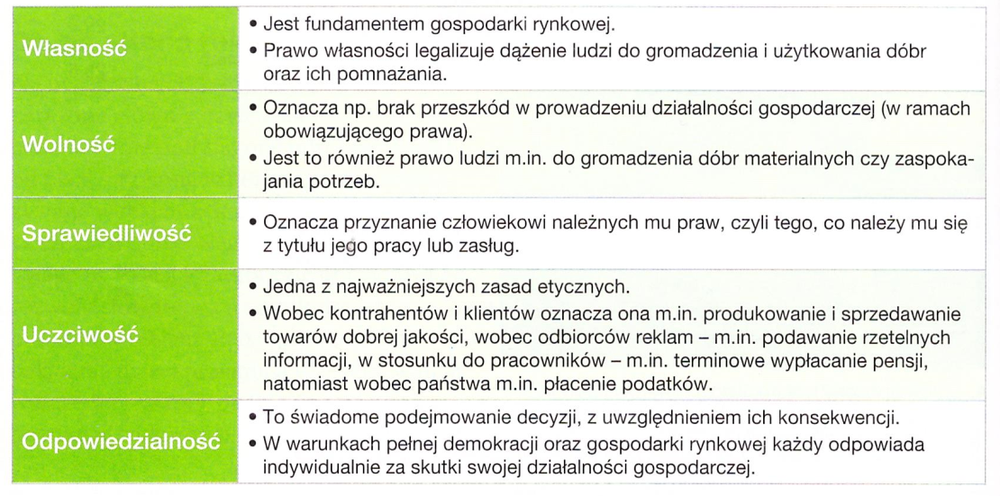 Własność
• Jest fundamentem gospodarki rynkowej.
• Prawo własności legalizuje dążenie ludzi do gromadzenia i użytkowania dóbr
oraz ich pomnażania.
Wolność
• Oznacza np. brak przeszkód w prowadzeniu działalności gospodarczej (w ramach
obowiązującego prawa).
• Jest to również prawo ludzi m.in. do gromadzenia dóbr materialnych czy zaspoka-
jania potrzeb.
Sprawiedliwość
• Oznacza przyznanie człowiekowi należnych mu praw, czyli tego, co należy mu się
z tytułu jego pracy lub zasług.
Uczciwość
• Jedna z najważniejszych zasad etycznych.
• Wobec kontrahentów i klientów oznacza ona m.in. produkowanie i sprzedawanie
towarów dobrej jakości, wobec odbiorców reklam – m.in. podawanie rzetelnych
informacji, w stosunku do pracowników – m.in. terminowe wypłacanie pensji,
natomiast wobec państwa m.in. płacenie podatków.
Odpowiedzialność
• To świadome podejmowanie decyzji, z uwzględnieniem ich konsekwencji.
• W warunkach pełnej demokracji oraz gospodarki rynkowej każdy odpowiada
indywidualnie za skutki swojej działalności gospodarczej.